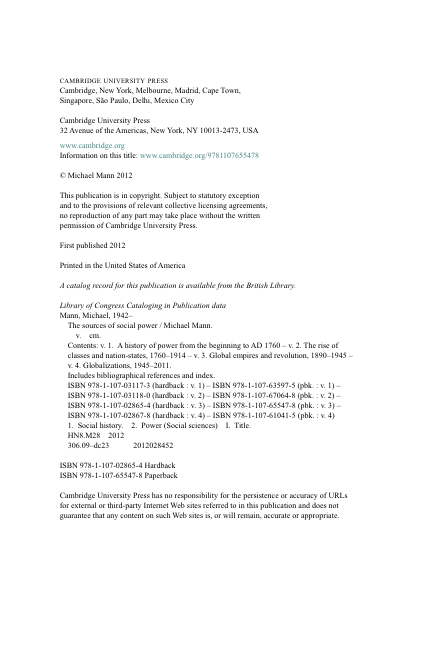 CAMBRIDGE UNIVERSITY PRESS
Cambridge, New York, Melbourne, Madrid, Cape Town,
Singapore, São Paulo, Delhi, Mexico City
Cambridge University Press
32 Avenue of the Americas, New York, NY 10013-2473, USA
www.cambridge.org
Information on this title: www.cambridge.org/9781107655478
© Michael Mann 2012
This publication is in copyright. Subject to statutory exception
and to the provisions of relevant collective licensing agreements,
no reproduction of any part may take place without the written
permission of Cambridge University Press.
First published 2012
Printed in the United States of America
A catalog record for this publication is available from the British Library.
Library of Congress Cataloging in Publication data
Mann, Michael, 1942–
The sources of social power / Michael Mann.
v. cm.
Contents: v. 1. A history of power from the beginning to AD 1760 – v. 2. The rise of
classes and nation-states, 1760–1914 – v. 3. Global empires and revolution, 1890–1945 –
v. 4. Globalizations, 1945–2011.
Includes bibliographical references and index.
ISBN 978-1-107-03117-3 (hardback : v. 1) – ISBN 978-1-107-63597-5 (pbk. : v. 1) –
ISBN 978-1-107-03118-0 (hardback : v. 2) – ISBN 978-1-107-67064-8 (pbk. : v. 2) –
ISBN 978-1-107-02865-4 (hardback : v. 3) – ISBN 978-1-107-65547-8 (pbk. : v. 3) –
ISBN 978-1-107-02867-8 (hardback : v. 4) – ISBN 978-1-107-61041-5 (pbk. : v. 4)
1. Social history. 2. Power (Social sciences) I. Title.
HN8.M28 2012
306.09–dc23 2012028452
ISBN 978-1-107-02865-4 Hardback
ISBN 978-1-107-65547-8 Paperback
Cambridge University Press has no responsibility for the persistence or accuracy of URLs
for external or third-party Internet Web sites referred to in this publication and does not
guarantee that any content on such Web sites is, or will remain, accurate or appropriate.